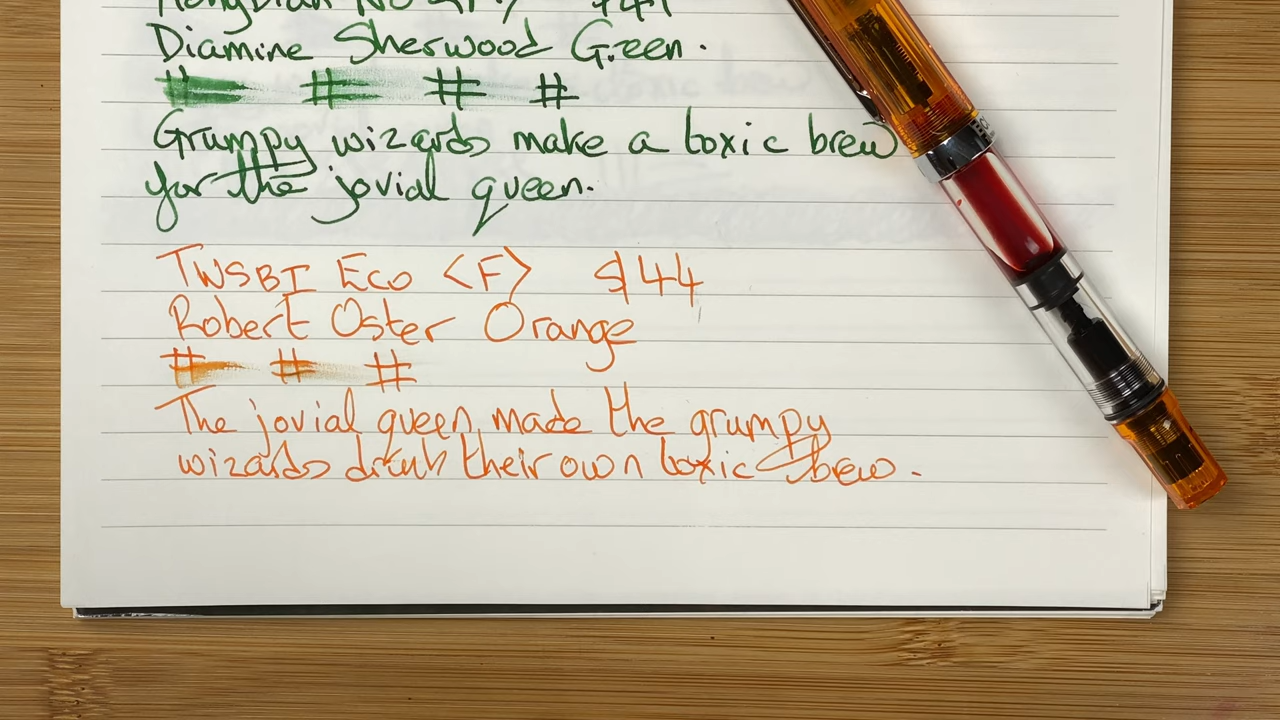 Diamine Sherwood Green.
# # # #
Grumpy wizards make a toxic brew
for the jovial queen.
TWSBI Eco <F> $144
Robert Oster Orange
# # #
The jovial queen made the grumpy
wizards drink their own toxic brew.